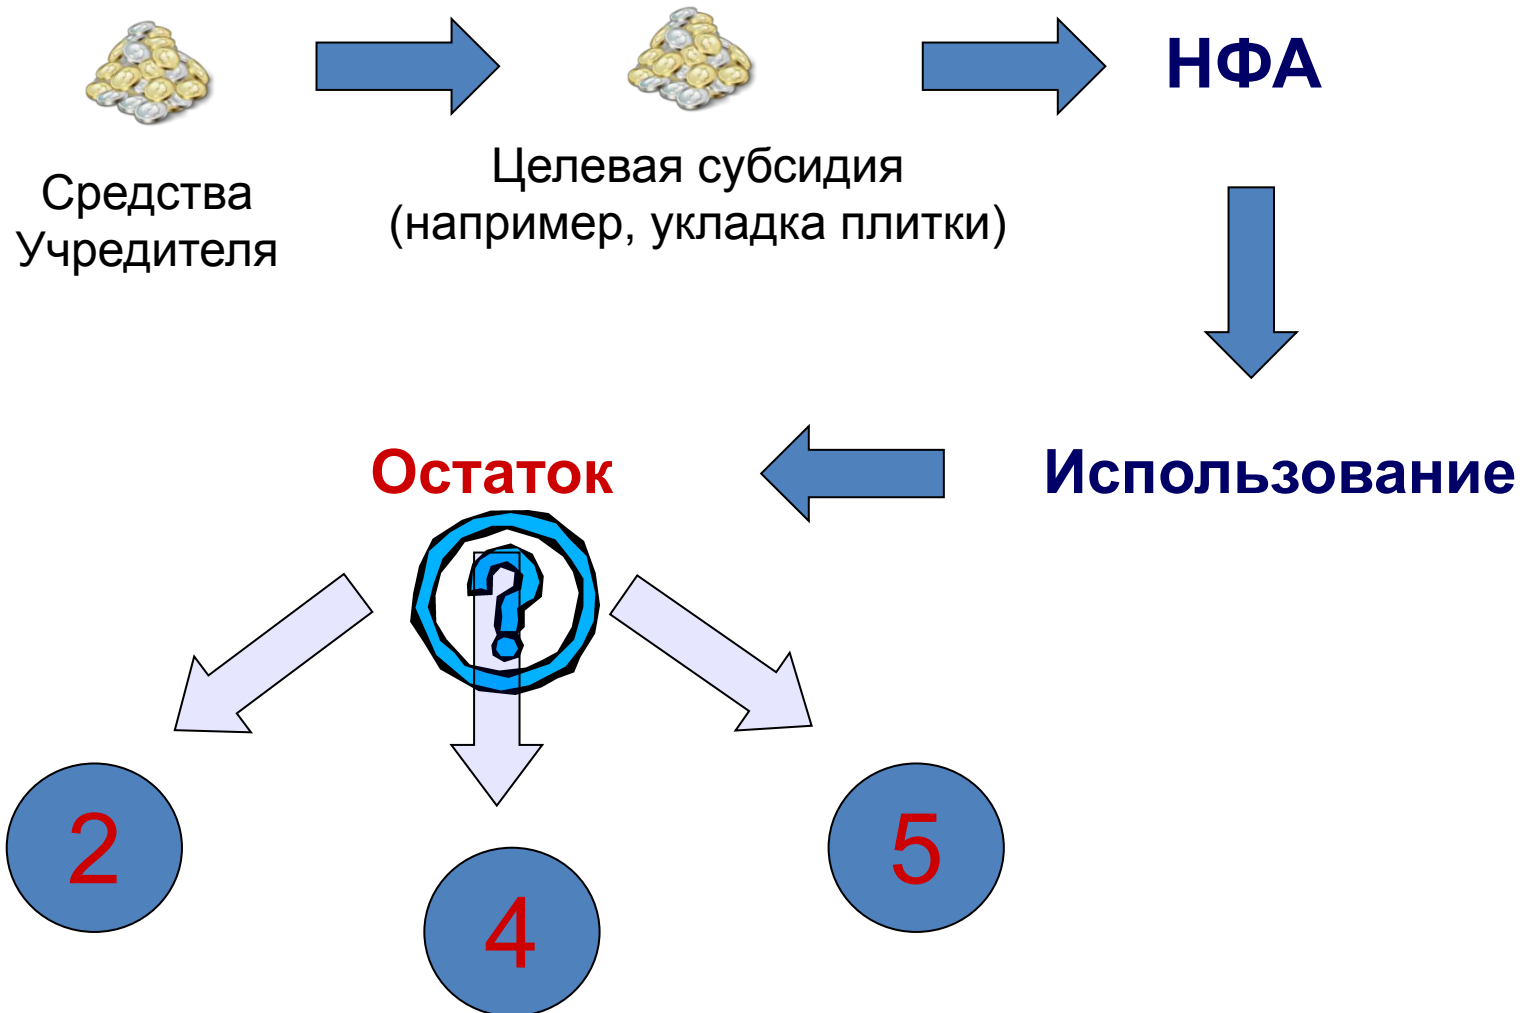 НФА
Средства
Учредителя
Целевая субсидия
(например, укладка плитки)
Остаток
Использование
?
2
4
5